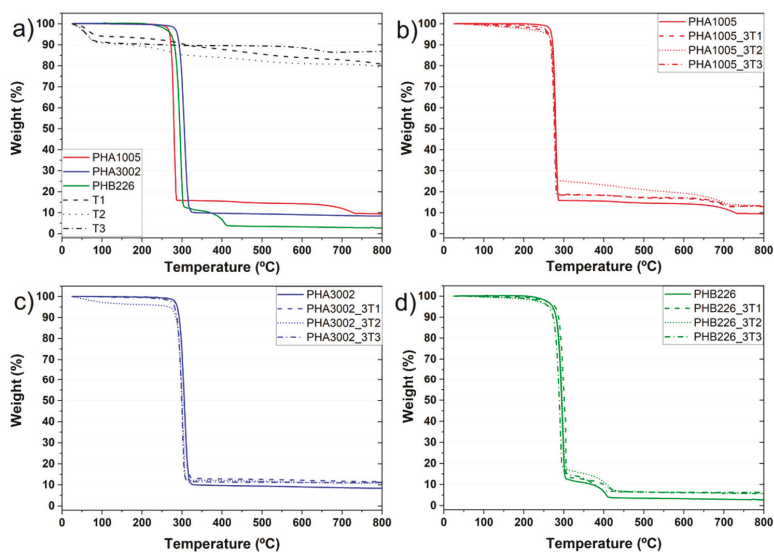 a)
Weight (%)
100
90
80
70
60
50
40
30
20
10
0
PHA1005
PHA3002
PHB226
T1
T2
T3
0 100 200 300 400 500 600 700 800
Temperature (ºC)
b)
Weight (%)
100
90
80
70
60
50
40
30
20
10
0
PHA1005
PHA1005_3T1
PHA1005_3T2
PHA1005_3T3
0 100 200 300 400 500 600 700 800
Temperature (ºC)
c)
Weight (%)
100
90
80
70
60
50
40
30
20
10
0
PHA3002
PHA3002_3T1
PHA3002_3T2
PHA3002_3T3
0 100 200 300 400 500 600 700 800
Temperature (ºC)
d)
Weight (%)
100
90
80
70
60
50
40
30
20
10
0
PHB226
PHB226_3T1
PHB226_3T2
PHB226_3T3
0 100 200 300 400 500 600 700 800
Temperature (ºC)